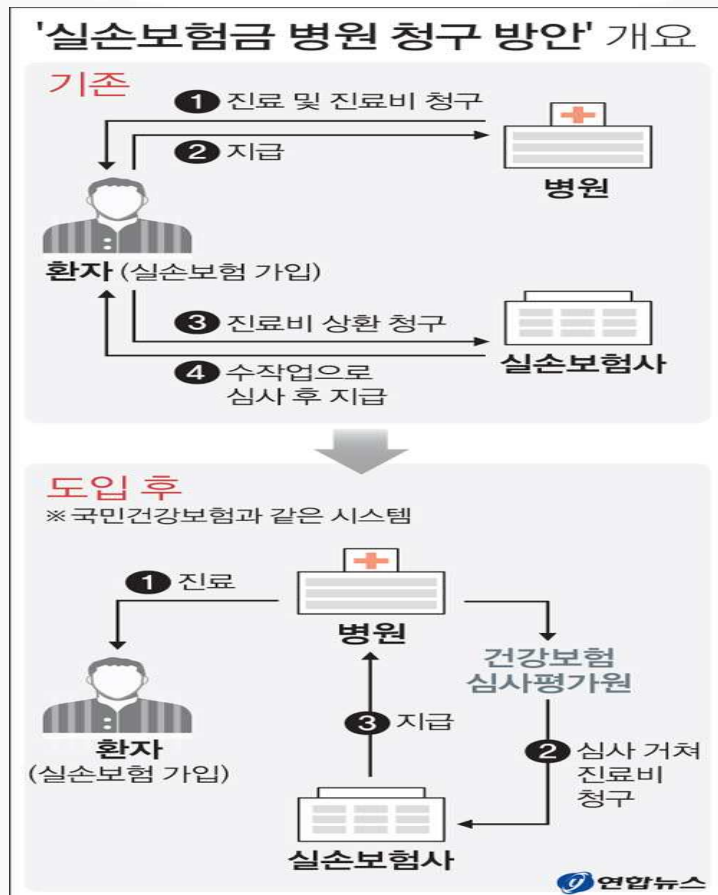 '실손보험금 병원 청구 방안' 개요
기존
1 진료 및 진료비 청구
2 지급
병원
환자 (실손보험 가입)
3 진료비 상환 청구
실손보험사
4 수작업으로
심사 후 지급
도입 후
※ 국민건강보험과 같은 시스템
1 진료
병원
건강보험
심사평가원
3 지급
환자
(실손보험 가입)
2 심사 거쳐
진료비
청구
실손보험사
연합뉴스